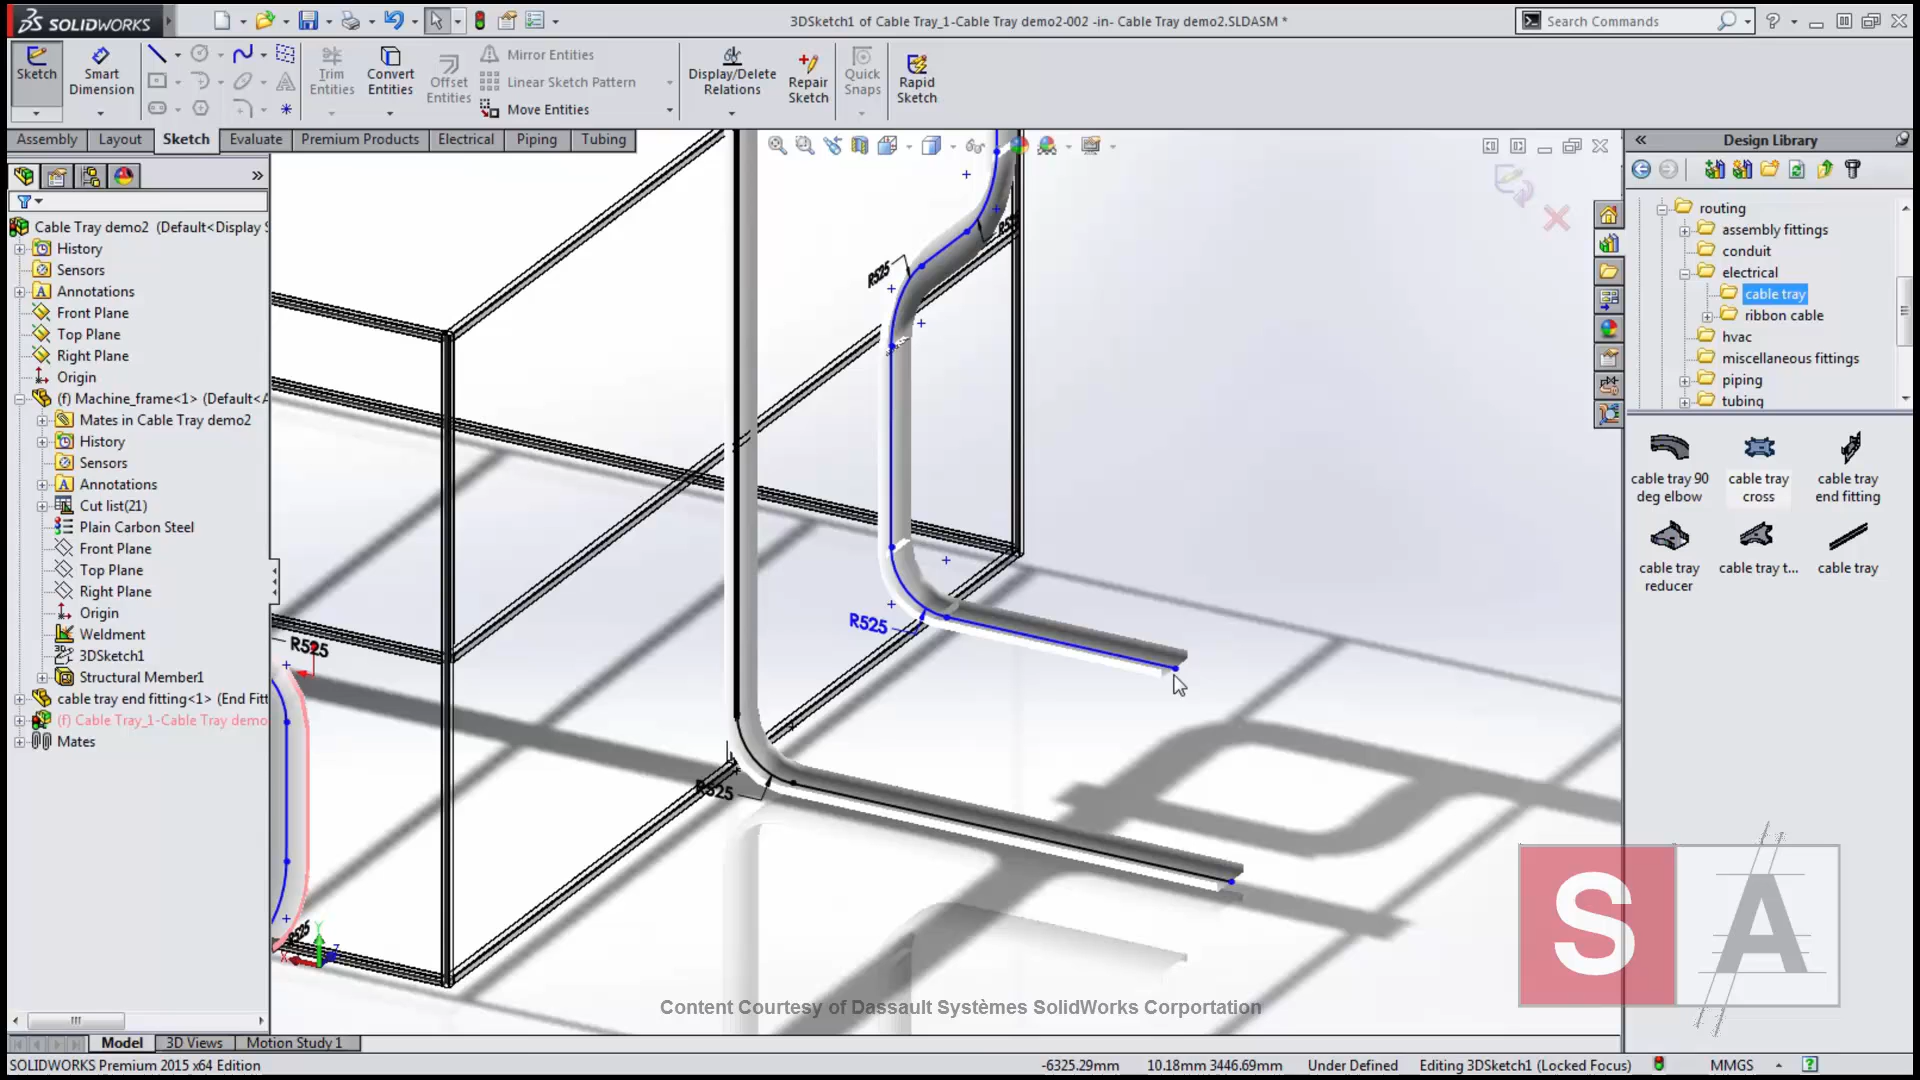 SOLIDWORKS
3DSketch1 of Cable Tray_1-Cable Tray demo2-002 -in- Cable Tray demo2.SLDASM *
Search Commands
Sketch
Smart Dimension
Trim Entities
Convert Entities
Offset Entities
Mirror Entities
Linear Sketch Pattern
Move Entities
Display/Delete Relations
Repair Sketch
Quick Snaps
Rapid Sketch
Assembly Layout Sketch Evaluate Premium Products Electrical Piping Tubing
Cable Tray demo2 (Default<Display S
History
Sensors
Annotations
Front Plane
Top Plane
Right Plane
Origin
(f) Machine_frame<1> (Default<A
Mates in Cable Tray demo2
History
Sensors
Annotations
Cut list(21)
Plain Carbon Steel
Front Plane
Top Plane
Right Plane
Origin
Weldment
3DSketch1
Structural Member1
cable tray end fitting<1> (End Fitt
(f) Cable Tray_1-Cable Tray demo
Mates
R525
R525
R525
R525
R525
X Y Z
Design Library
routing
assembly fittings
conduit
electrical
cable tray
ribbon cable
hvac
miscellaneous fittings
piping
tubing
cable tray 90 deg elbow
cable tray cross
cable tray end fitting
cable tray reducer
cable tray t...
cable tray
SA
Content Courtesy of Dassault Systèmes SolidWorks Corportation
Model 3D Views Motion Study 1
SOLIDWORKS Premium 2015 x64 Edition
-6325.29mm 10.18mm 3446.69mm Under Defined Editing 3DSketch1 (Locked Focus) MMGS